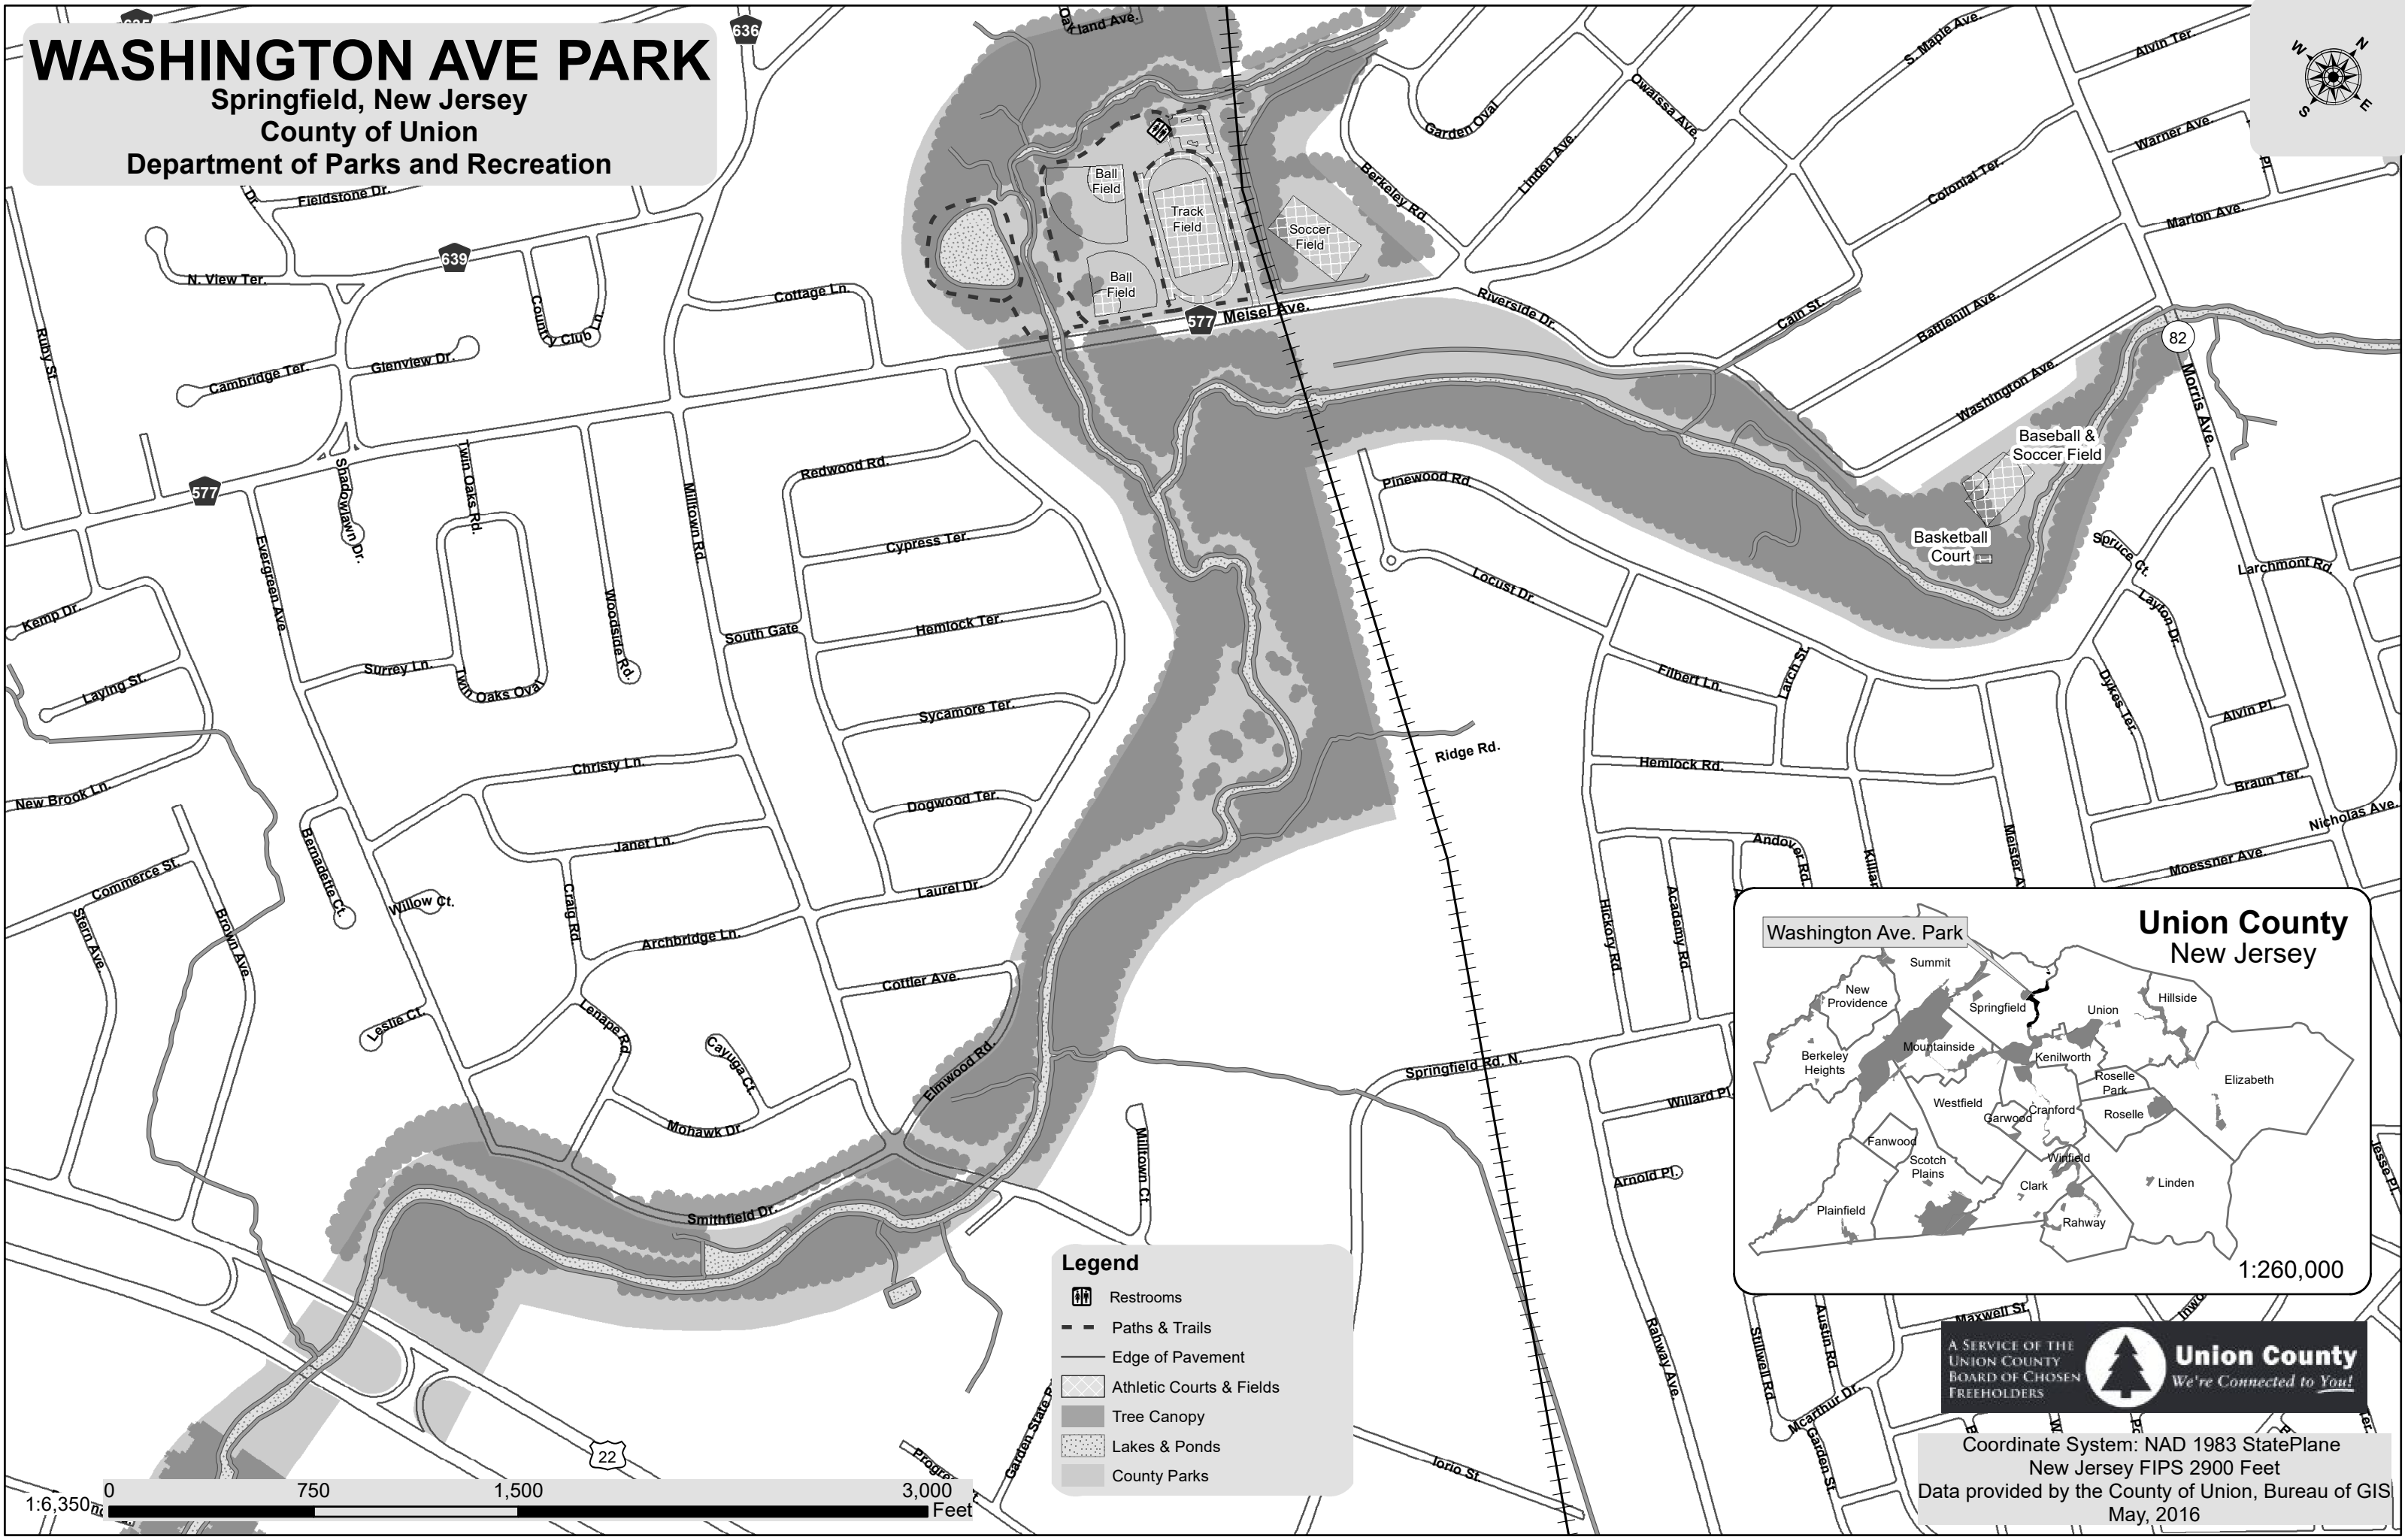 WASHINGTON AVE PARK
Springfield, New Jersey
County of Union
Department of Parks and Recreation
635
636
Oakland Ave.
N
W
E
S
Alvin Ter
S. Maple Ave.
Warner Ave.
Pl.
Marion Ave.
Colonial Ter.
Owaissa Ave.
Garden Oval
Linden Ave.
Berkeley Rd
Dr.
Fieldstone Dr.
639
N. View Ter.
Country Club Ln.
Cottage Ln.
Ball
Field
Track
Field
Ball
Field
Soccer
Field
577
Meisel Ave.
Riverside Dr
Cain St.
Battlehill Ave.
Washington Ave.
82
Morris Ave.
Ruby St.
Cambridge Ter.
Glenview Dr.
Baseball &
Soccer Field
Basketball
Court
577
Shadowlawn Dr.
Twin Oaks Rd.
Milltown Rd.
Redwood Rd.
Pinewood Rd
Cypress Ter.
Evergreen Ave.
Woodside Rd.
Locust Dr.
Spruce Ct.
Larchmont Rd.
Layton Dr.
Kemp Dr.
South Gate
Hemlock Ter.
Surrey Ln.
Twin Oaks Oval
Laying St.
Filbert Ln.
Larch St.
Dykes Ter.
Alvin Pl.
Sycamore Ter.
Ridge Rd.
Christy Ln.
Hemlock Rd.
Braun Ter.
New Brook Ln.
Dogwood Ter.
Nicholas Ave.
Bernadette Ct.
Janet Ln.
Andover Rd.
Killian
Meister A
Moessner Ave.
Commerce St.
Laurel Dr.
Willow Ct.
Craig Rd
Stern Ave.
Brown Ave.
Archbridge Ln.
Hickory Rd.
Academy Rd.
Cottler Ave.
Leslie Ct.
Lenape Rd
Cayuga Ct.
Elmwood Rd.
Springfield Rd. N.
Mohawk Dr.
Willard Pl.
Milltown Ct.
Arnold Pl.
Smithfield Dr.
Jesse Pl.
Union County
New Jersey
Washington Ave. Park
Summit
New
Providence
Springfield
Union
Hillside
Berkeley
Heights
Mountainside
Kenilworth
Roselle
Park
Elizabeth
Westfield
Garwood
Cranford
Roselle
Fanwood
Scotch
Plains
Winfield
Clark
Linden
Plainfield
Rahway
1:260,000
Legend
Restrooms
Paths & Trails
Edge of Pavement
Athletic Courts & Fields
Tree Canopy
Lakes & Ponds
County Parks
Rahway Ave.
Stillwell Rd.
Austin Rd
Maxwell St.
Inwo
Mcarthur Dr.
Garden St.
Ter.
22
Garden State P
Progre
Iorio St.
A SERVICE OF THE
UNION COUNTY
BOARD OF CHOSEN
FREEHOLDERS
Union County
We're Connected to You!
Coordinate System: NAD 1983 StatePlane
New Jersey FIPS 2900 Feet
Data provided by the County of Union, Bureau of GIS
May, 2016
0
750
1,500
3,000
1:6,350
Feet